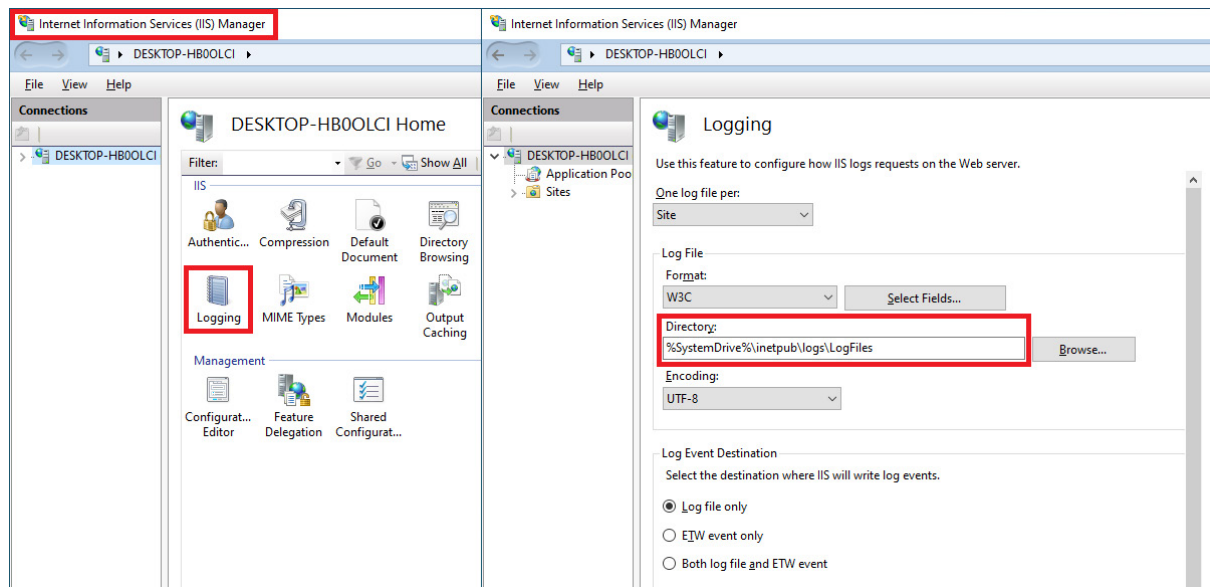 Internet Information Services (IIS) Manager
DESKTOP-HB0OLCI
File View Help
Connections
DESKTOP-HB0OLCI
DESKTOP-HB0OLCI Home
Filter: Go Show All
IIS
Authentic... Compression Default Document Directory Browsing
Logging MIME Types Modules Output Caching
Management
Configurat... Editor Feature Delegation Shared Configurat...
Internet Information Services (IIS) Manager
DESKTOP-HB0OLCI
File View Help
Connections
DESKTOP-HB0OLCI
Application Poo
Sites
Logging
Use this feature to configure how IIS logs requests on the Web server.
One log file per:
Site
Log File
Format:
W3C Select Fields...
Directory:
%SystemDrive%\inetpub\logs\LogFiles Browse...
Encoding:
UTF-8
Log Event Destination
Select the destination where IIS will write log events.
Log file only
ETW event only
Both log file and ETW event